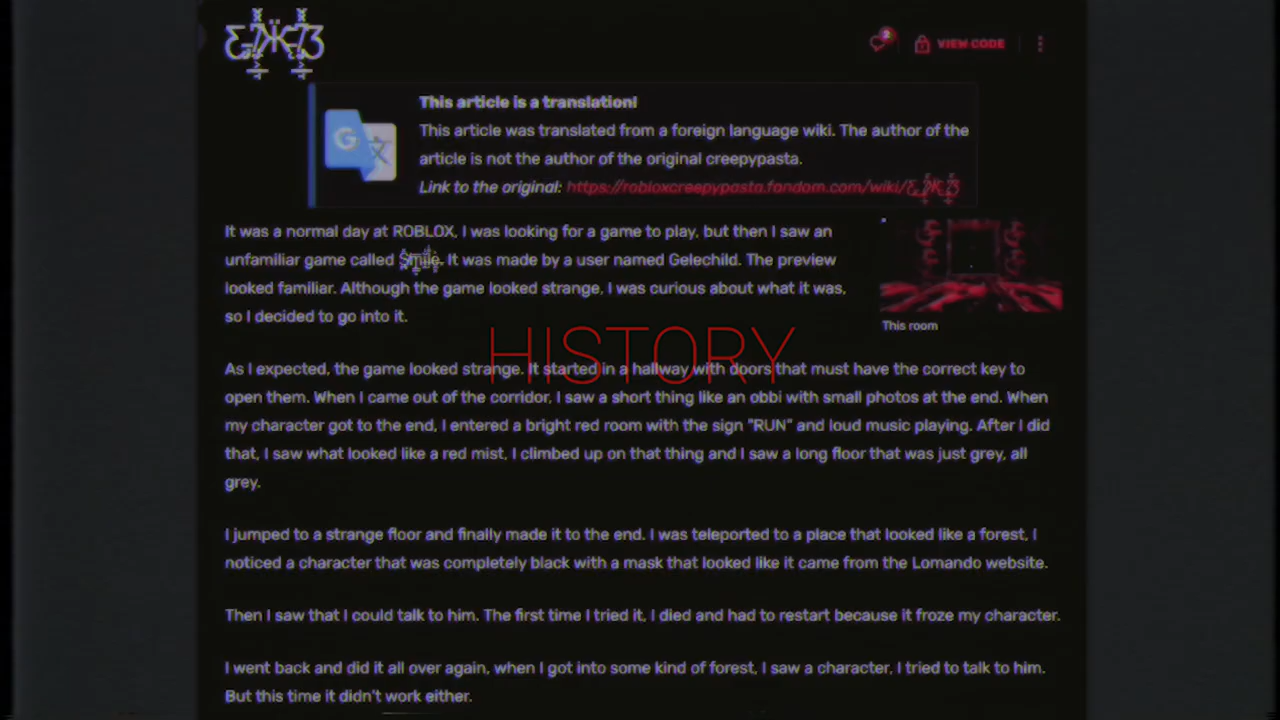 VIEW CODE
This article is a translation!
This article was translated from a foreign language wiki. The author of the
article is not the author of the original creepypasta.
Link to the original: https://robloxcreepypasta.fandom.com/wiki/
It was a normal day at ROBLOX, I was looking for a game to play, but then I saw an
unfamiliar game called Smile. It was made by a user named Gelechild. The preview
looked familiar. Although the game looked strange, I was curious about what it was,
so I decided to go into it.
This room
HISTORY
As I expected, the game looked strange. It started in a hallway with doors that must have the correct key to
open them. When I came out of the corridor, I saw a short thing like an obbi with small photos at the end. When
my character got to the end, I entered a bright red room with the sign "RUN" and loud music playing. After I did
that, I saw what looked like a red mist, I climbed up on that thing and I saw a long floor that was just grey, all
grey.
I jumped to a strange floor and finally made it to the end. I was teleported to a place that looked like a forest, I
noticed a character that was completely black with a mask that looked like it came from the Lomando website.
Then I saw that I could talk to him. The first time I tried it, I died and had to restart because it froze my character.
I went back and did it all over again, when I got into some kind of forest, I saw a character, I tried to talk to him.
But this time it didn't work either.